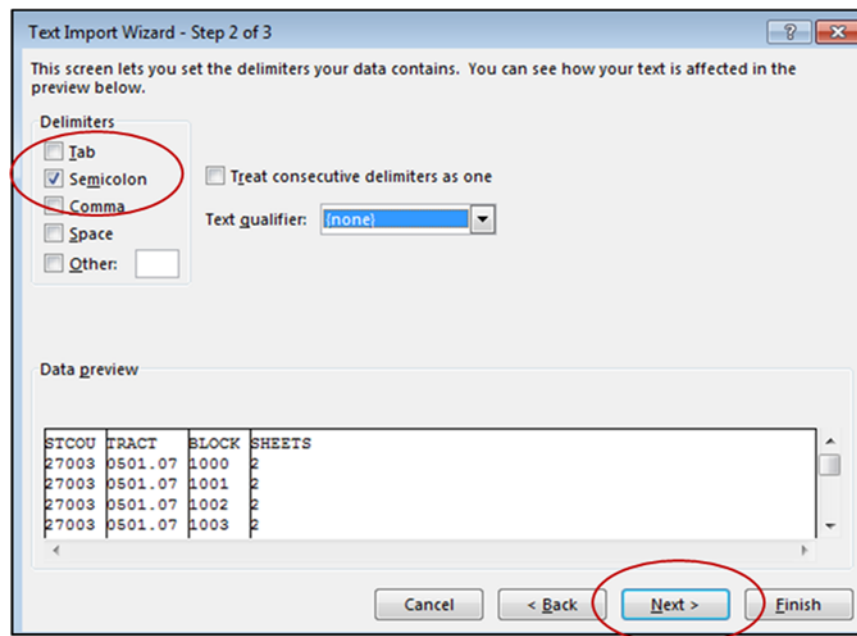 Text Import Wizard - Step 2 of 3
This screen lets you set the delimiters your data contains. You can see how your text is affected in the
preview below.
Delimiters
Tab
Semicolon
Comma
Space
Other:
Treat consecutive delimiters as one
Text qualifier: {none}
Data preview
STCOU TRACT BLOCK SHEETS
27003 0501.07 1000 2
27003 0501.07 1001 2
27003 0501.07 1002 2
27003 0501.07 1003 2
Cancel < Back Next > Finish